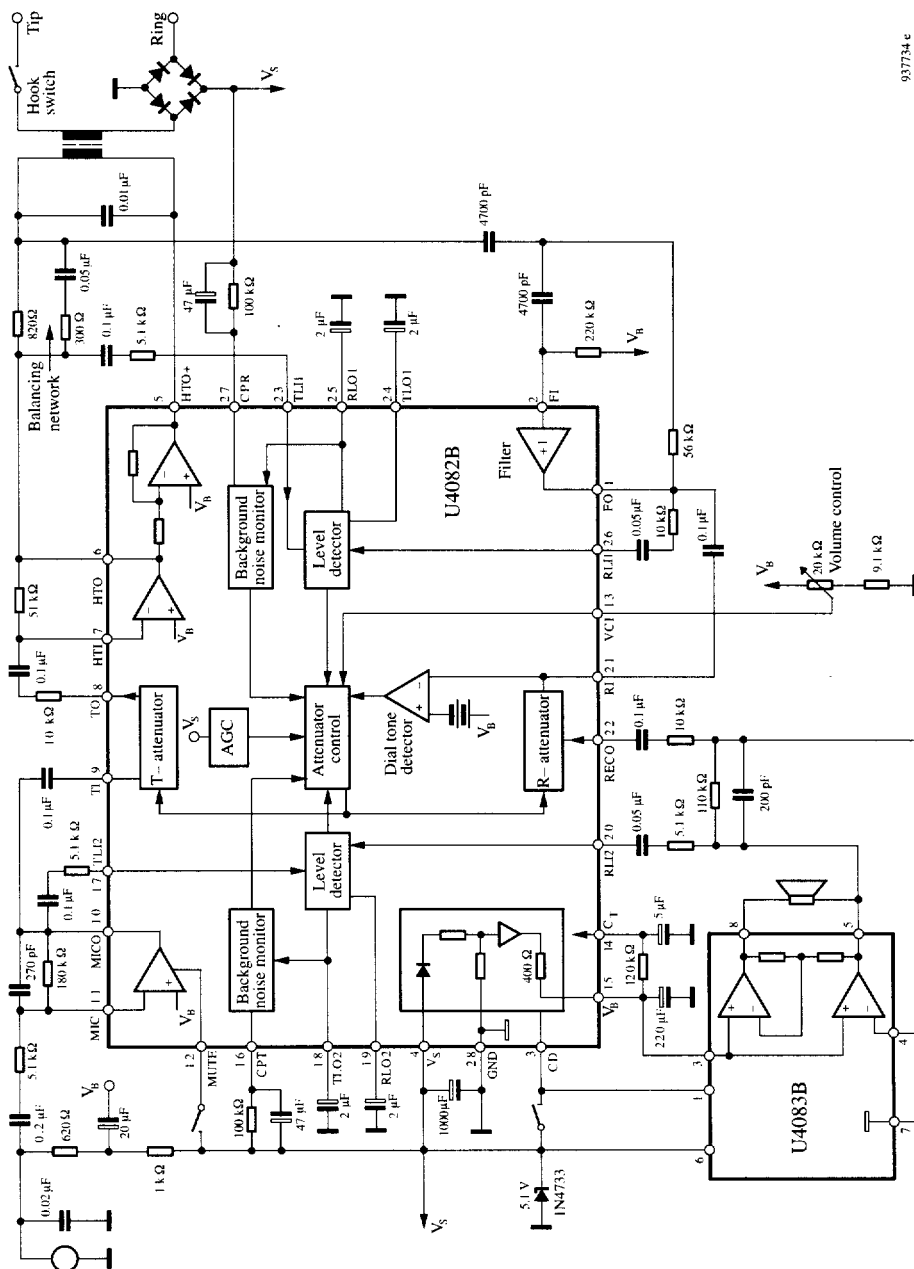 Tip
Hook
switch
Ring
V_S
0.01 µF
0.05 µF
820 Ω
300 Ω
Balancing
network
0.1 µF
5.1 kΩ
47 µF
100 kΩ
2 µF
2 µF
4700 pF
4700 pF
220 kΩ
V_B
56 kΩ
5
HTO+
27
CPR
23
TLI1
25
RLO1
24
TLO1
2
FI
U4082B
Filter
+1
V_B
Background
noise monitor
Level
detector
6
HTO
51 kΩ
7
HTI
V_B
0.1 µF
10 kΩ
8
TO
T– attenuator
V_S
AGC
Attenuator
control
Dial tone
detector
V_B
R– attenuator
9
TI
0.1 µF
5.1 kΩ
17
TLI2
0.1 µF
10
MICO
270 pF
180 kΩ
11
MIC
V_B
Level
detector
Background
noise monitor
400 Ω
1
FO
26
RLI1
0.05 µF
10 kΩ
0.1 µF
13
VCI
V_B
20 kΩ
Volume control
9.1 kΩ
21
RI
22
RECO
0.1 µF
10 kΩ
110 kΩ
200 pF
20
RLI2
0.05 µF
5.1 kΩ
14
C_T
5 µF
120 kΩ
15
V_B
220 µF
5.1 kΩ
0.2 µF
620 Ω
V_B
20 µF
1 kΩ
0.02 µF
12
MUTE
16
CPT
100 kΩ
47 µF
18
TLO2
2 µF
19
RLO2
2 µF
4
V_S
1000 µF
28
GND
3
CD
V_S
5.1 V
1N4733
8
5
3
1
6
4
7
U4083B
937734 e